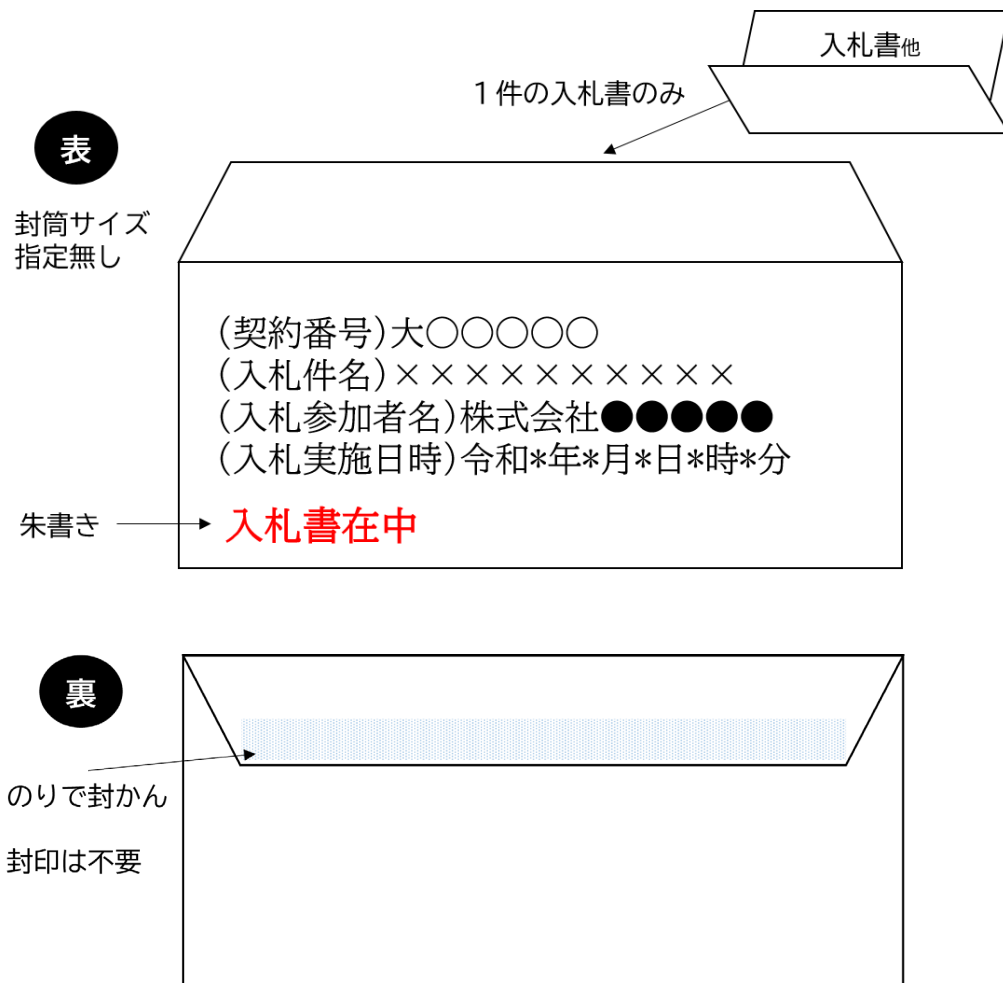 入札書他
1件の入札書のみ
表
封筒サイズ
指定無し
(契約番号)大○○○○○
(入札件名)××××××××××
(入札参加者名)株式会社●●●●●
(入札実施日時)令和*年*月*日*時*分
朱書き
入札書在中
裏
のりで封かん
封印は不要